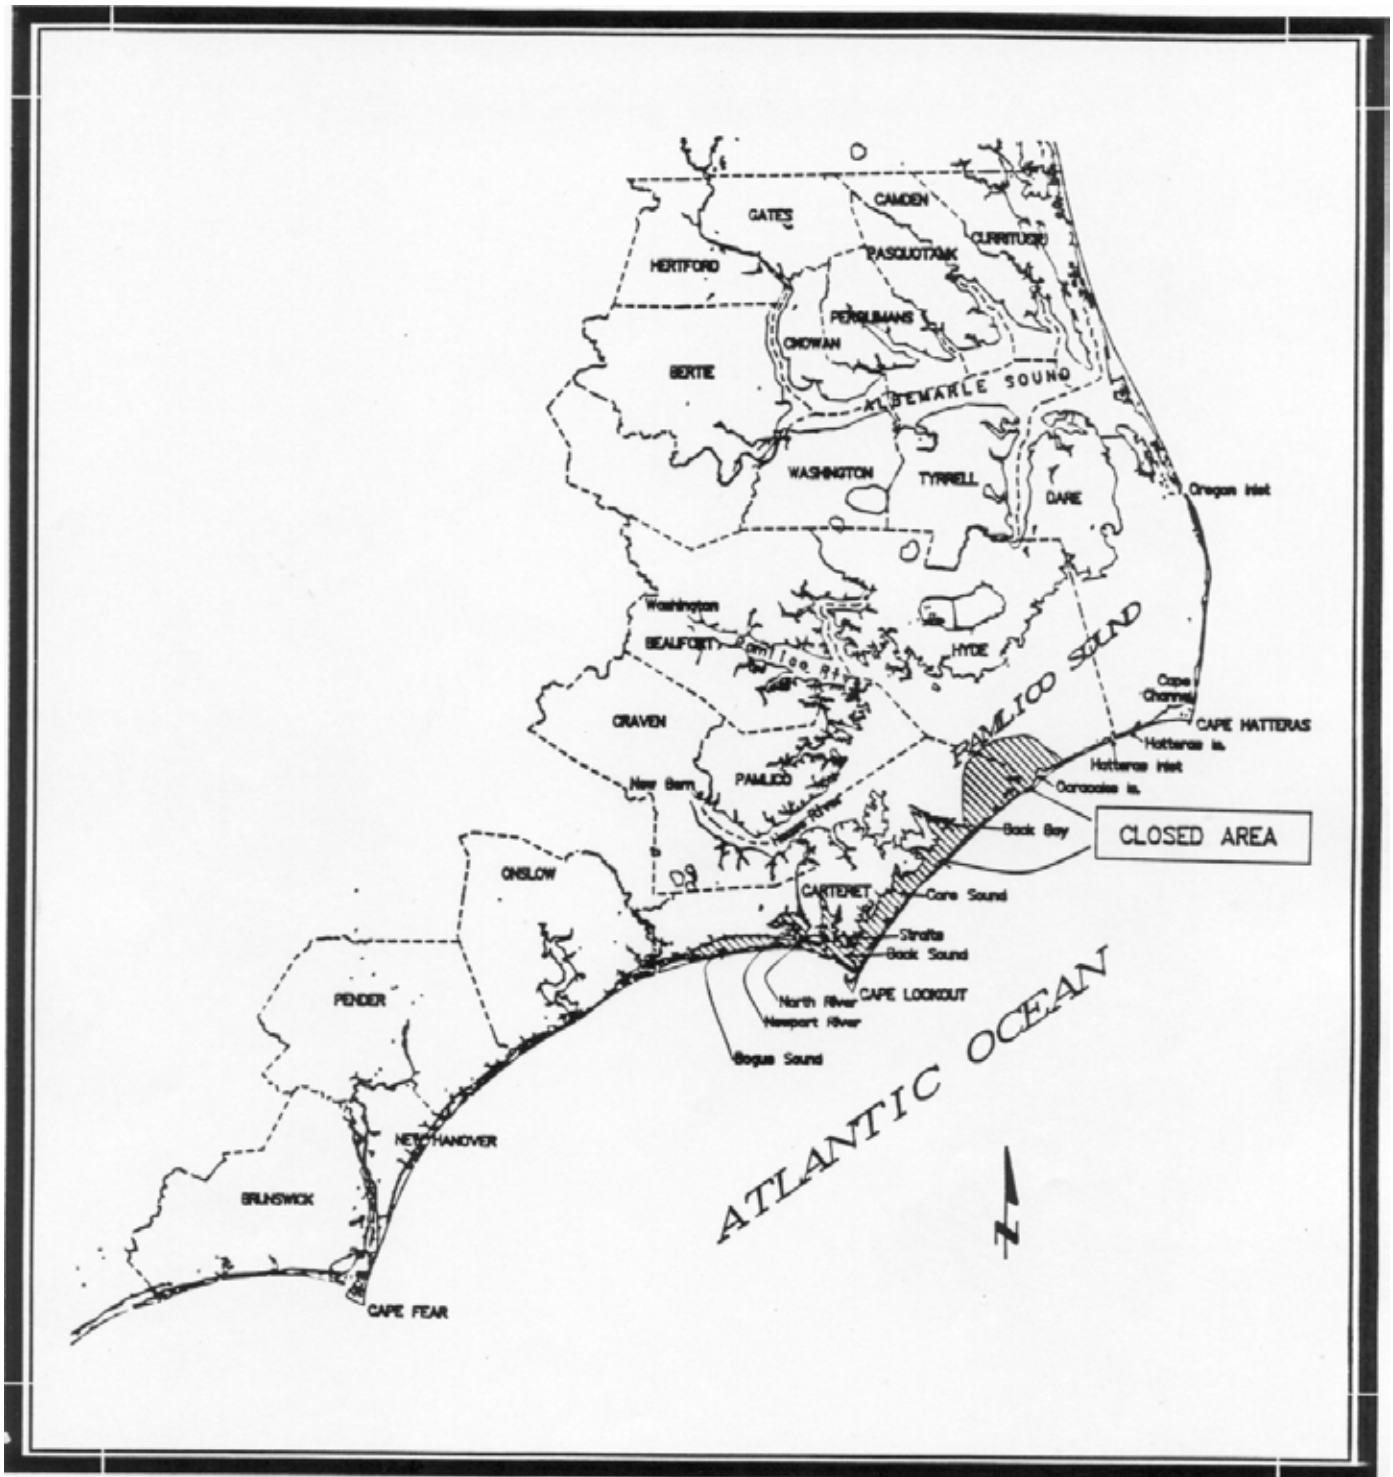 CAMDEN
GATES
CURRITUCK
PASQUOTANK
HERTFORD
PERQUIMANS
CHOWAN
BERTIE
ALBEMARLE SOUND
WASHINGTON
TYRRELL
DARE
Oregon Inlet
Washington
BEAUFORT
Pamlico Riv
HYDE
PAMLICO SOUND
Cape
Channel
CRAVEN
CAPE HATTERAS
Hatteras Is.
Hatteras Inlet
PAMLICO
New Bern
River
Back Bay
CLOSED AREA
ONSLOW
CARTERET
Core Sound
Straits
Back Sound
PENDER
CAPE LOOKOUT
North River
Newport River
Bogue Sound
ATLANTIC OCEAN
NEW HANOVER
N
BRUNSWICK
CAPE FEAR